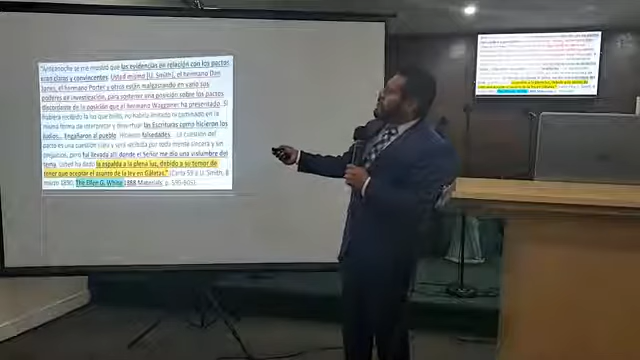 "Anteanoche se me mostró que las evidencias en relación con los pactos
eran claras y convincentes. Usted mismo [U. Smith], el hermano Dan
Jones, el hermano Porter y otros están malgastando en vano sus
poderes de investigación, para sostener una posición sobre los pactos
discordante de la posición que el hermano Waggoner ha presentado. Si
hubiera recibido la luz que brilla, no habría imitado ni caminado en la
misma forma de interpretar y desvirtuar las Escrituras como hicieron los
judíos... Engañaron al pueblo. Hicieron falsedades. La cuestión del
pacto es una cuestión clara y será recibida por toda mente sincera y sin
prejuicios, pero fui llevada allí donde el Señor me dio una vislumbre del
tema. Usted ha dado la espalda a la plena luz, debido a su temor de
tener que aceptar el asunto de la ley en Gálatas." (Carta 59 a U. Smith, 8
marzo 1890; The Ellen G. White 1888 Materials, p. 599-605).